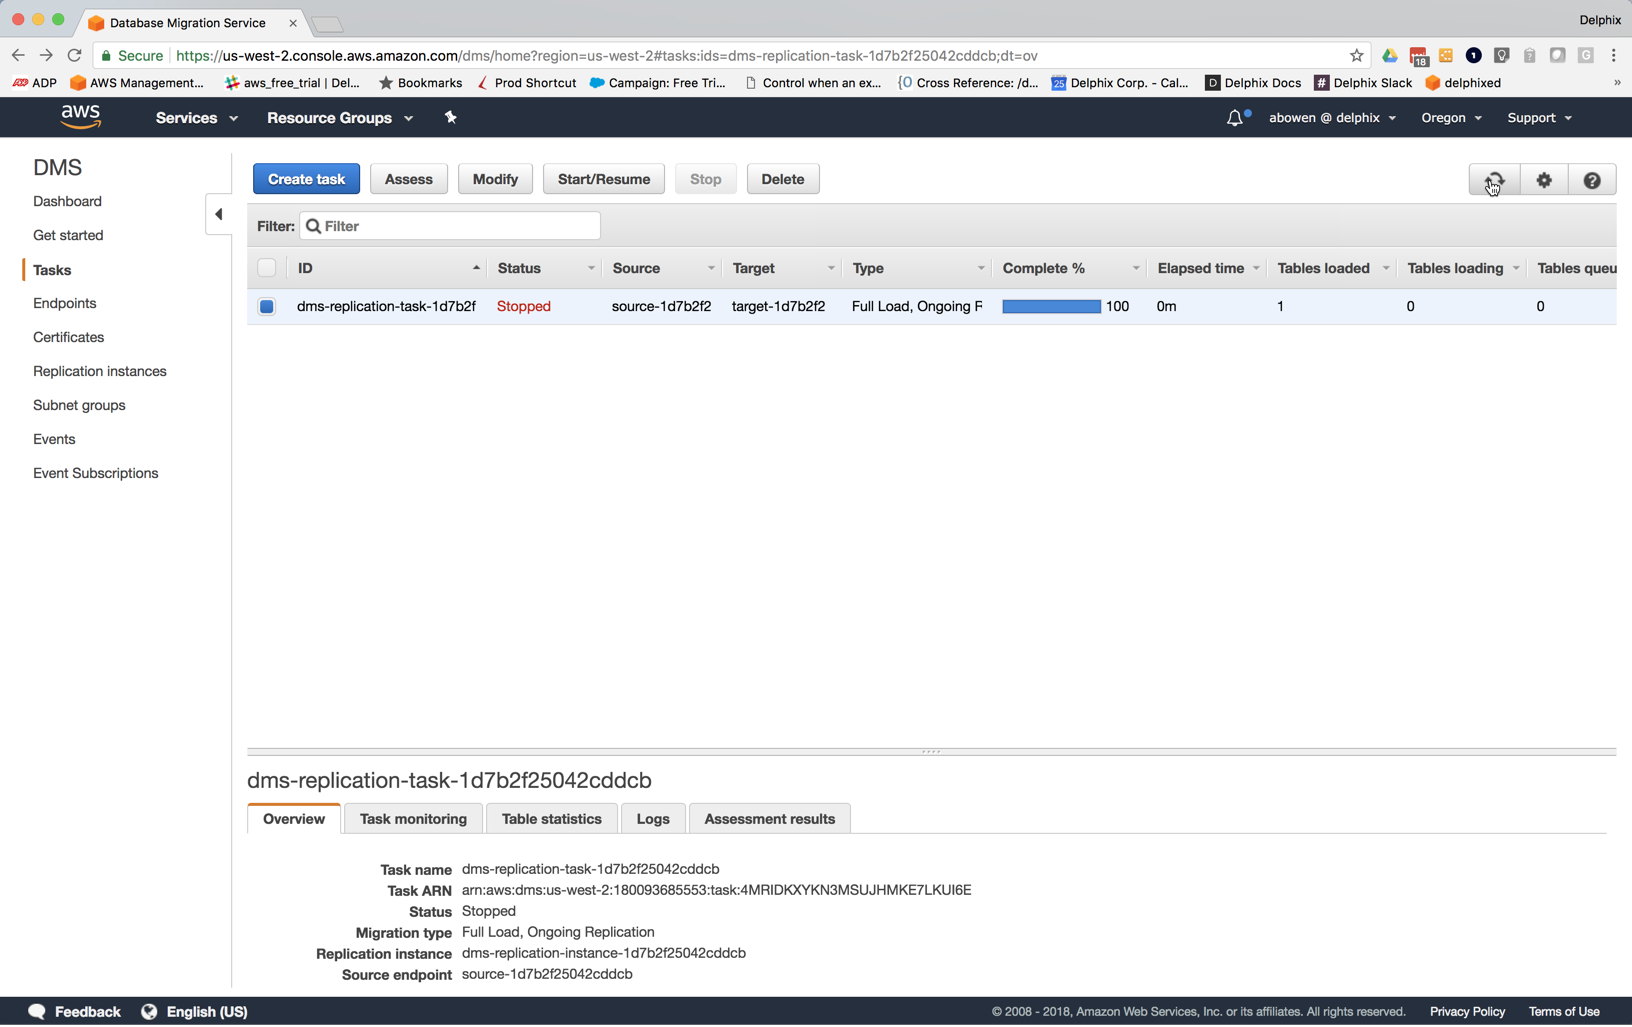 Database Migration Service
Delphix
Secure https://us-west-2.console.aws.amazon.com/dms/home?region=us-west-2#tasks:ids=dms-replication-task-1d7b2f25042cddcb;dt=ov
18
1
G
ADP AWS Management... aws_free_trial | Del... Bookmarks Prod Shortcut Campaign: Free Tri... Control when an ex... {O Cross Reference: /d... 25 Delphix Corp. - Cal... D Delphix Docs # Delphix Slack delphixed »
aws Services Resource Groups abowen @ delphix Oregon Support
DMS
Dashboard
Get started
Tasks
Endpoints
Certificates
Replication instances
Subnet groups
Events
Event Subscriptions
Create task Assess Modify Start/Resume Stop Delete
Filter: Filter
ID Status Source Target Type Complete % Elapsed time Tables loaded Tables loading Tables queu
dms-replication-task-1d7b2f Stopped source-1d7b2f2 target-1d7b2f2 Full Load, Ongoing R 100 0m 1 0 0
dms-replication-task-1d7b2f25042cddcb
Overview Task monitoring Table statistics Logs Assessment results
Task name dms-replication-task-1d7b2f25042cddcb
Task ARN arn:aws:dms:us-west-2:180093685553:task:4MRIDKXYKN3MSUJHMKE7LKUI6E
Status Stopped
Migration type Full Load, Ongoing Replication
Replication instance dms-replication-instance-1d7b2f25042cddcb
Source endpoint source-1d7b2f25042cddcb
Feedback English (US) © 2008 - 2018, Amazon Web Services, Inc. or its affiliates. All rights reserved. Privacy Policy Terms of Use